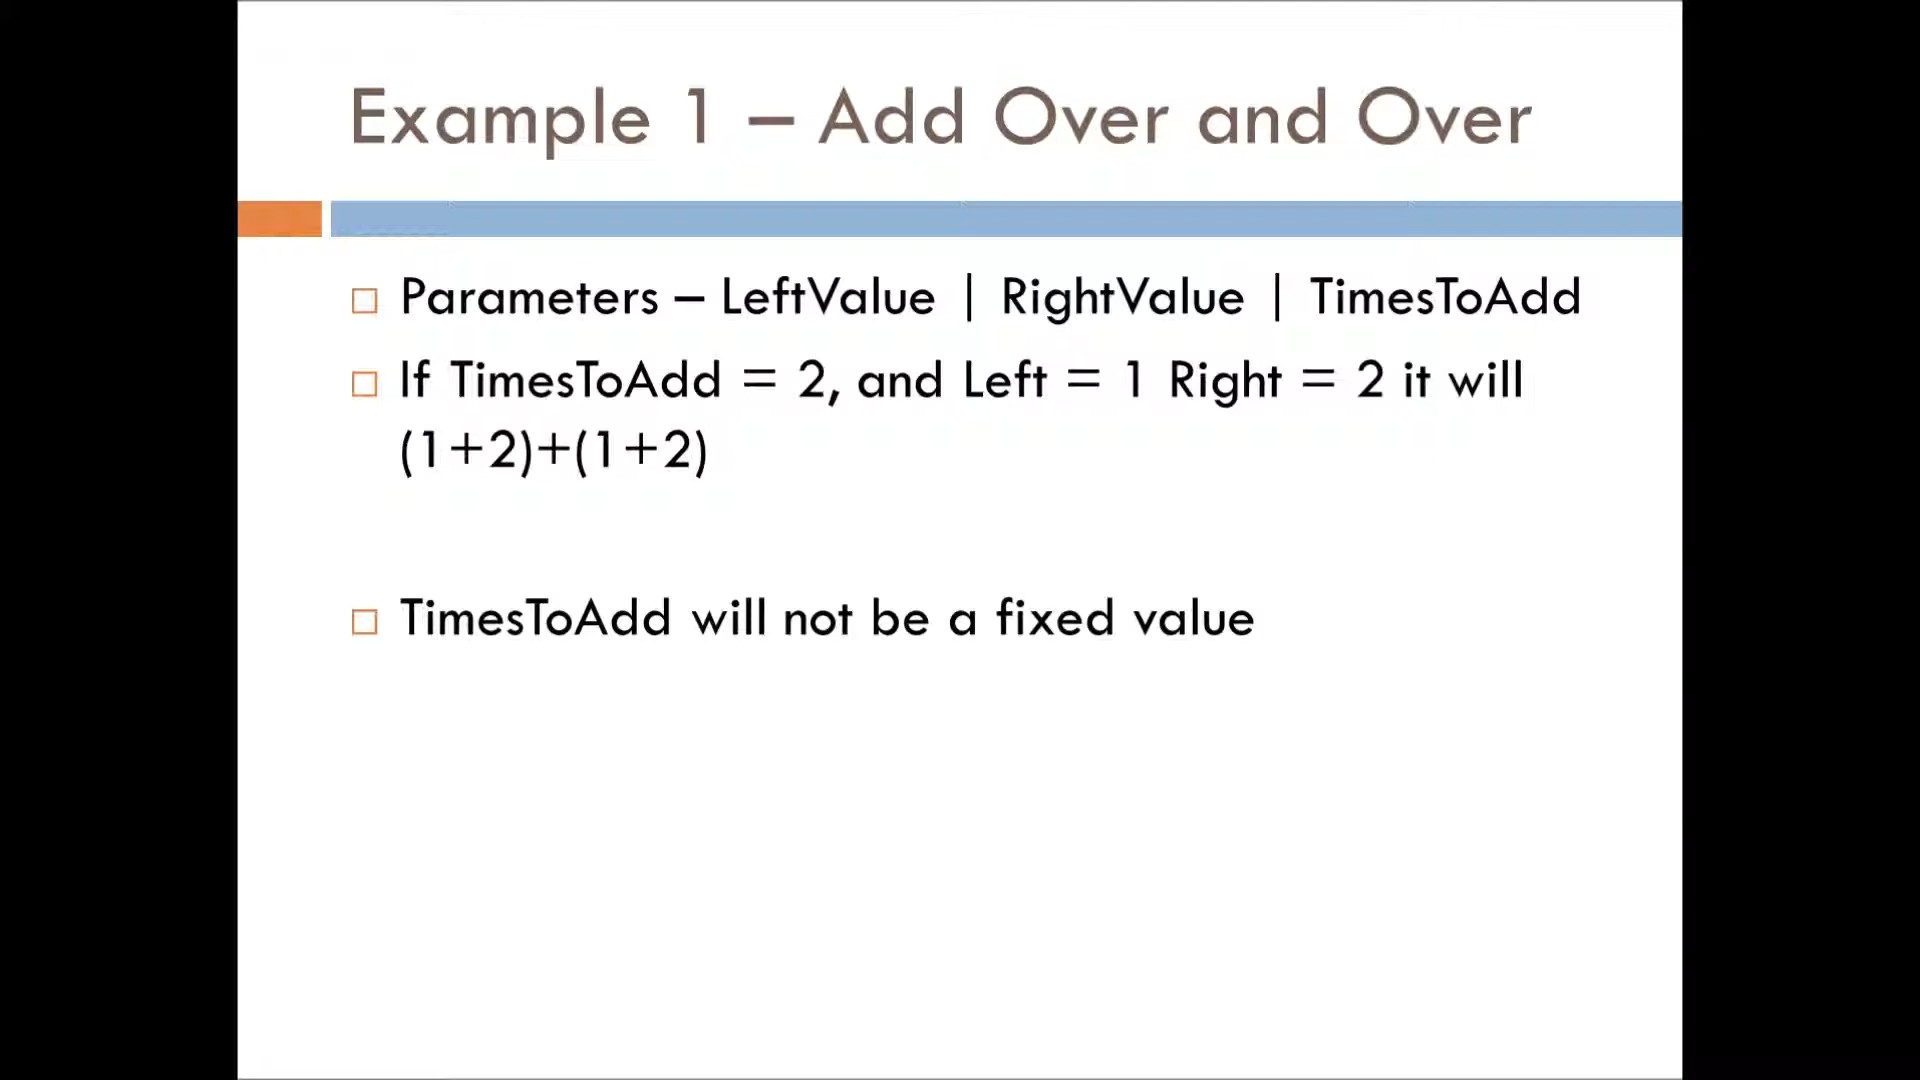 Example 1 – Add Over and Over
Parameters – LeftValue | RightValue | TimesToAdd
If TimesToAdd = 2, and Left = 1 Right = 2 it will
(1+2)+(1+2)
TimesToAdd will not be a fixed value